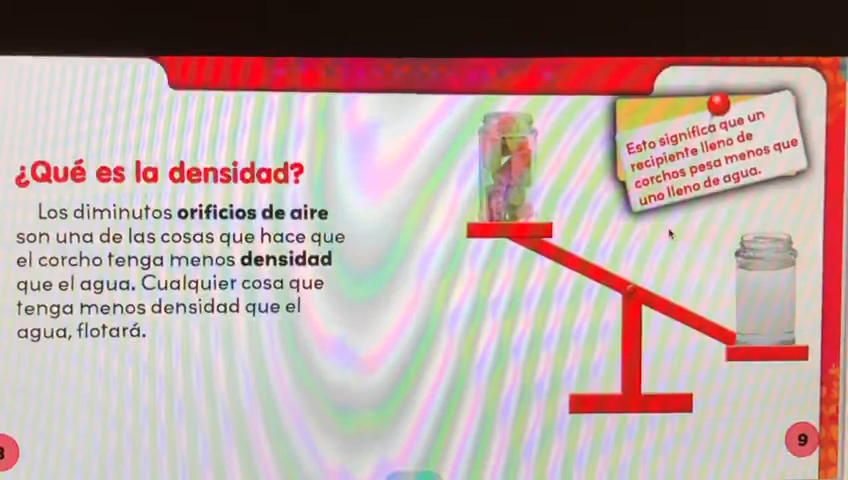 ¿Qué es la densidad?
Los diminutos orificios de aire
son una de las cosas que hace que
el corcho tenga menos densidad
que el agua. Cualquier cosa que
tenga menos densidad que el
agua, flotará.
Esto significa que un
recipiente lleno de
corchos pesa menos que
uno lleno de agua.
9